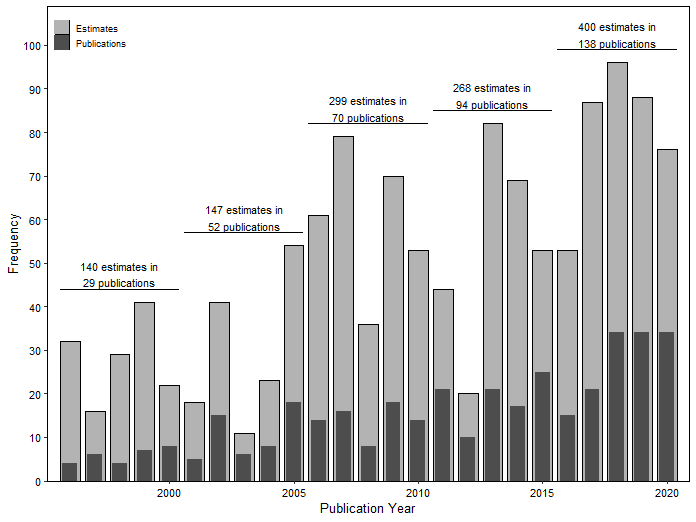 Estimates
Publications
400 estimates in
138 publications
268 estimates in
94 publications
299 estimates in
70 publications
147 estimates in
52 publications
140 estimates in
29 publications
Frequency
100
90
80
70
60
50
40
30
20
10
0
2000 2005 2010 2015 2020
Publication Year